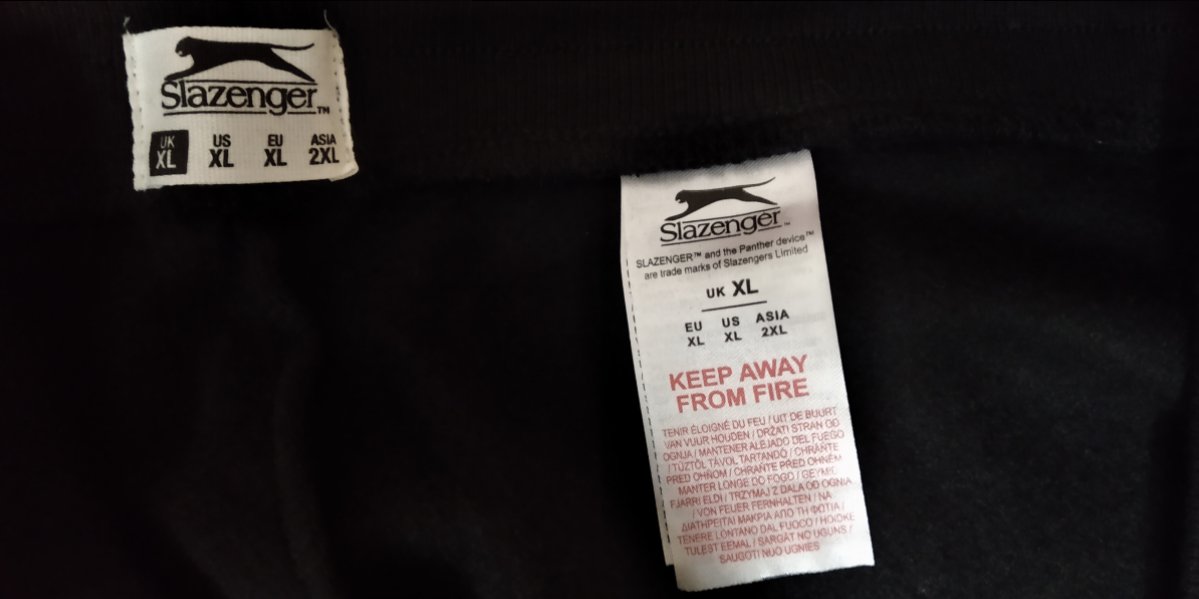 Slazenger™
UK US EU ASIA
XL XL XL 2XL
Slazenger™
SLAZENGER™ and the Panther device™
are trade marks of Slazengers Limited
UK XL
EU US ASIA
XL XL 2XL
KEEP AWAY
FROM FIRE
TENIR ÉLOIGNÉ DU FEU / UIT DE BUURT
VAN VUUR HOUDEN / DRŽATI STRAN OD
OGNJA / MANTENER ALEJADO DEL FUEGO
/ TŰZTŐL TÁVOL TARTANDÓ / CHRÁŇTE
PRED OHŇOM / CHRAŇTE PŘED OHNĚM
MANTER LONGE DO FOGO / GEYMIÐ
FJARRI ELDI / TRZYMAJ Z DALA OD OGNIA
/ VON FEUER FERNHALTEN / ΝΑ
ΔΙΑΤΗΡΕΙΤΑΙ ΜΑΚΡΙΑ ΑΠΟ ΤΗ ΦΩΤΙΑ /
TENERE LONTANO DAL FUOCO / HOIDKE
TULEST EEMAL / SARGĀT NO UGUNS /
SAUGOTI NUO UGNIES